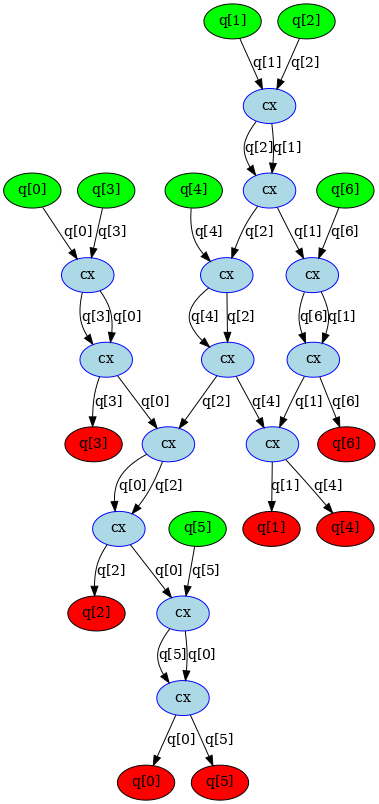 q[1] q[2]
q[1] q[2]
cx
q[2] q[1]
q[0] q[3] q[4] cx q[6]
q[0] q[3] q[4] q[2] q[1] q[6]
cx cx cx
q[3] q[0] q[4] q[2] q[6] q[1]
cx cx cx
q[3] q[0] q[2] q[4] q[1] q[6]
q[3] cx cx q[6]
q[0] q[2] q[1] q[4]
cx q[5] q[1] q[4]
q[2] q[0] q[5]
q[2] cx
q[5] q[0]
cx
q[0] q[5]
q[0] q[5]